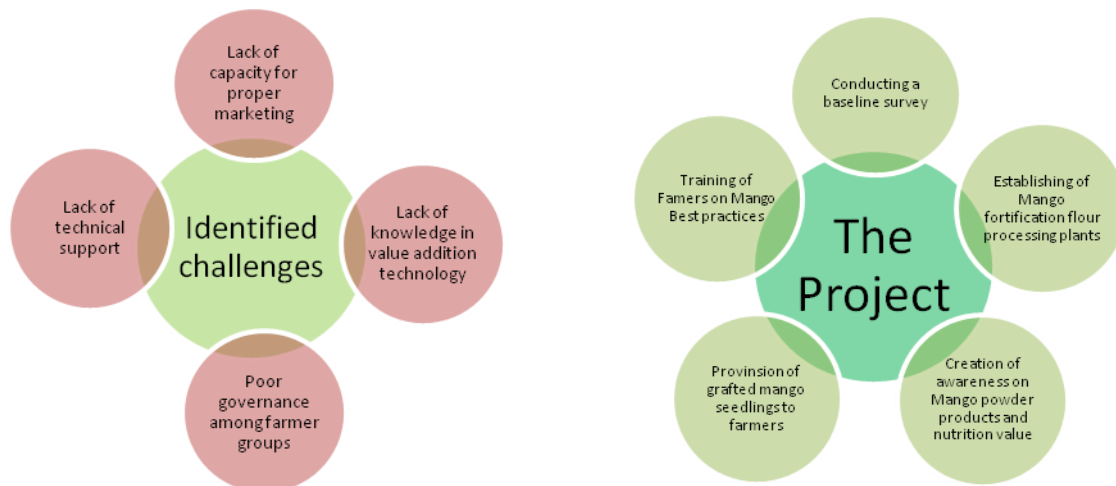 Lack of
capacity for
proper
marketing
Lack of
technical
support
Identified
challenges
Lack of
knowledge in
value addition
technology
Poor
governance
among farmer
groups
Conducting a
baseline survey
Training of
Famers on Mango
Best practices
The
Project
Establishing of
Mango
fortification flour
processing plants
Provinsion of
grafted mango
seedlings to
farmers
Creation of
awareness on
Mango powder
products and
nutrition value